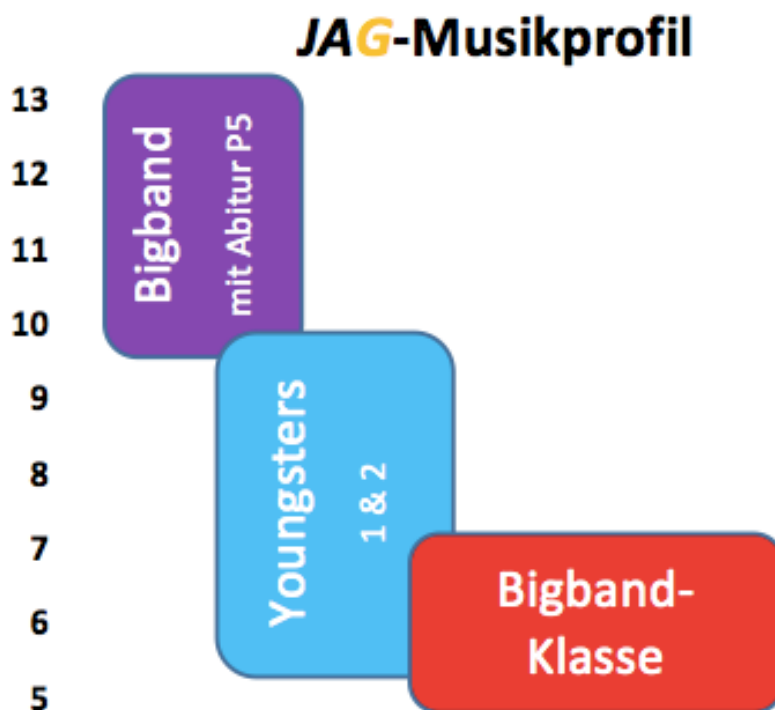 JAG-Musikprofil
13
12
11
10
9
8
7
6
5
Bigband
mit Abitur P5
Youngsters
1 & 2
Bigband-
Klasse